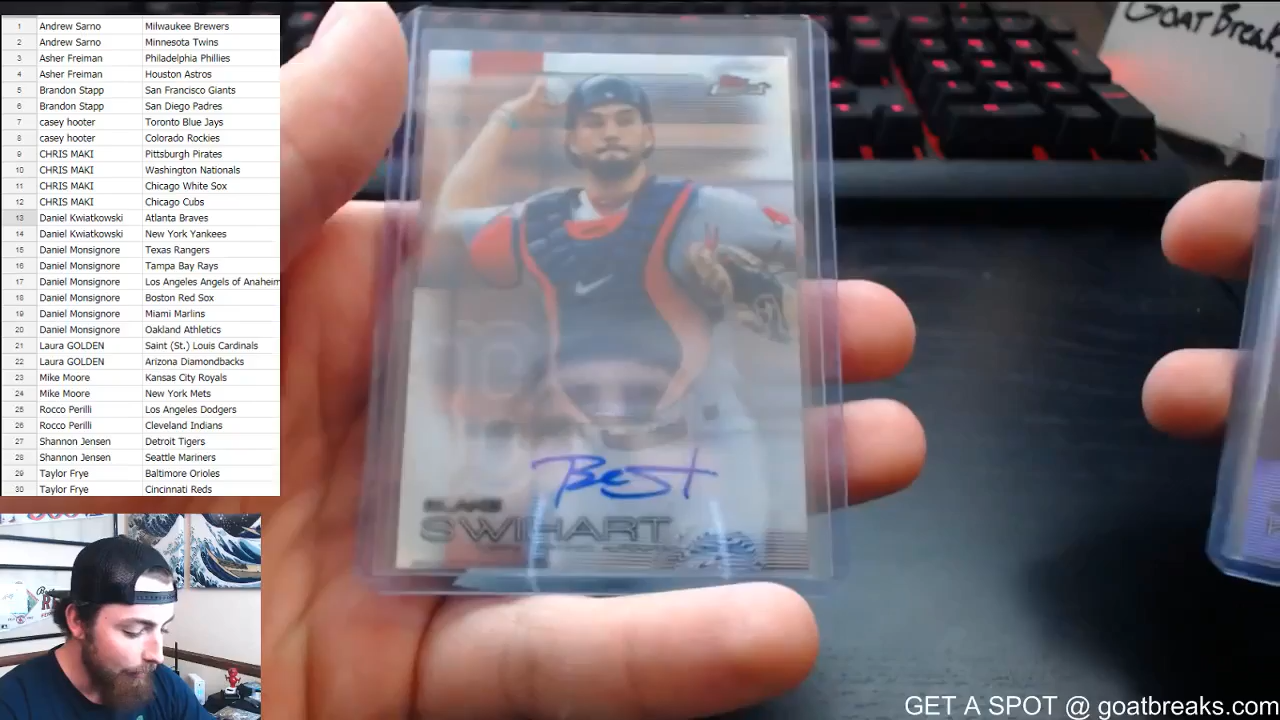 1 Andrew Sarno Milwaukee Brewers
2 Andrew Sarno Minnesota Twins
3 Asher Freiman Philadelphia Phillies
4 Asher Freiman Houston Astros
5 Brandon Stapp San Francisco Giants
6 Brandon Stapp San Diego Padres
7 casey hooter Toronto Blue Jays
8 casey hooter Colorado Rockies
9 CHRIS MAKI Pittsburgh Pirates
10 CHRIS MAKI Washington Nationals
11 CHRIS MAKI Chicago White Sox
12 CHRIS MAKI Chicago Cubs
13 Daniel Kwiatkowski Atlanta Braves
14 Daniel Kwiatkowski New York Yankees
15 Daniel Monsignore Texas Rangers
16 Daniel Monsignore Tampa Bay Rays
17 Daniel Monsignore Los Angeles Angels of Anaheim
18 Daniel Monsignore Boston Red Sox
19 Daniel Monsignore Miami Marlins
20 Daniel Monsignore Oakland Athletics
21 Laura GOLDEN Saint (St.) Louis Cardinals
22 Laura GOLDEN Arizona Diamondbacks
23 Mike Moore Kansas City Royals
24 Mike Moore New York Mets
25 Rocco Perilli Los Angeles Dodgers
26 Rocco Perilli Cleveland Indians
27 Shannon Jensen Detroit Tigers
28 Shannon Jensen Seattle Mariners
29 Taylor Frye Baltimore Orioles
30 Taylor Frye Cincinnati Reds
GOAT Break
Finest
BLAKE
SWIHART
GET A SPOT @ goatbreaks.com